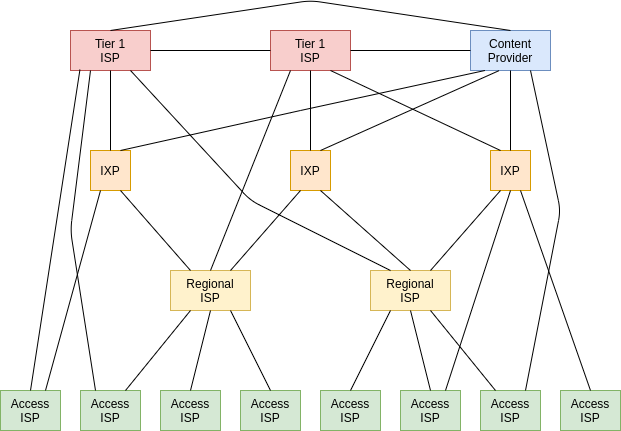 Tier 1
ISP
Tier 1
ISP
Content
Provider
IXP
IXP
IXP
Regional
ISP
Regional
ISP
Access
ISP
Access
ISP
Access
ISP
Access
ISP
Access
ISP
Access
ISP
Access
ISP
Access
ISP